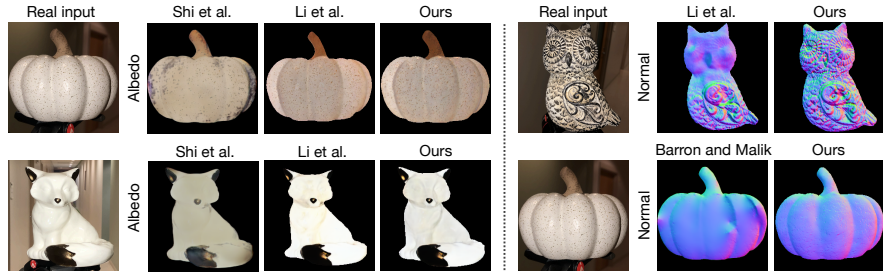 Real input Shi et al. Li et al. Ours
Albedo
Shi et al. Li et al. Ours
Albedo
Real input Li et al. Ours
Normal
Barron and Malik Ours
Normal